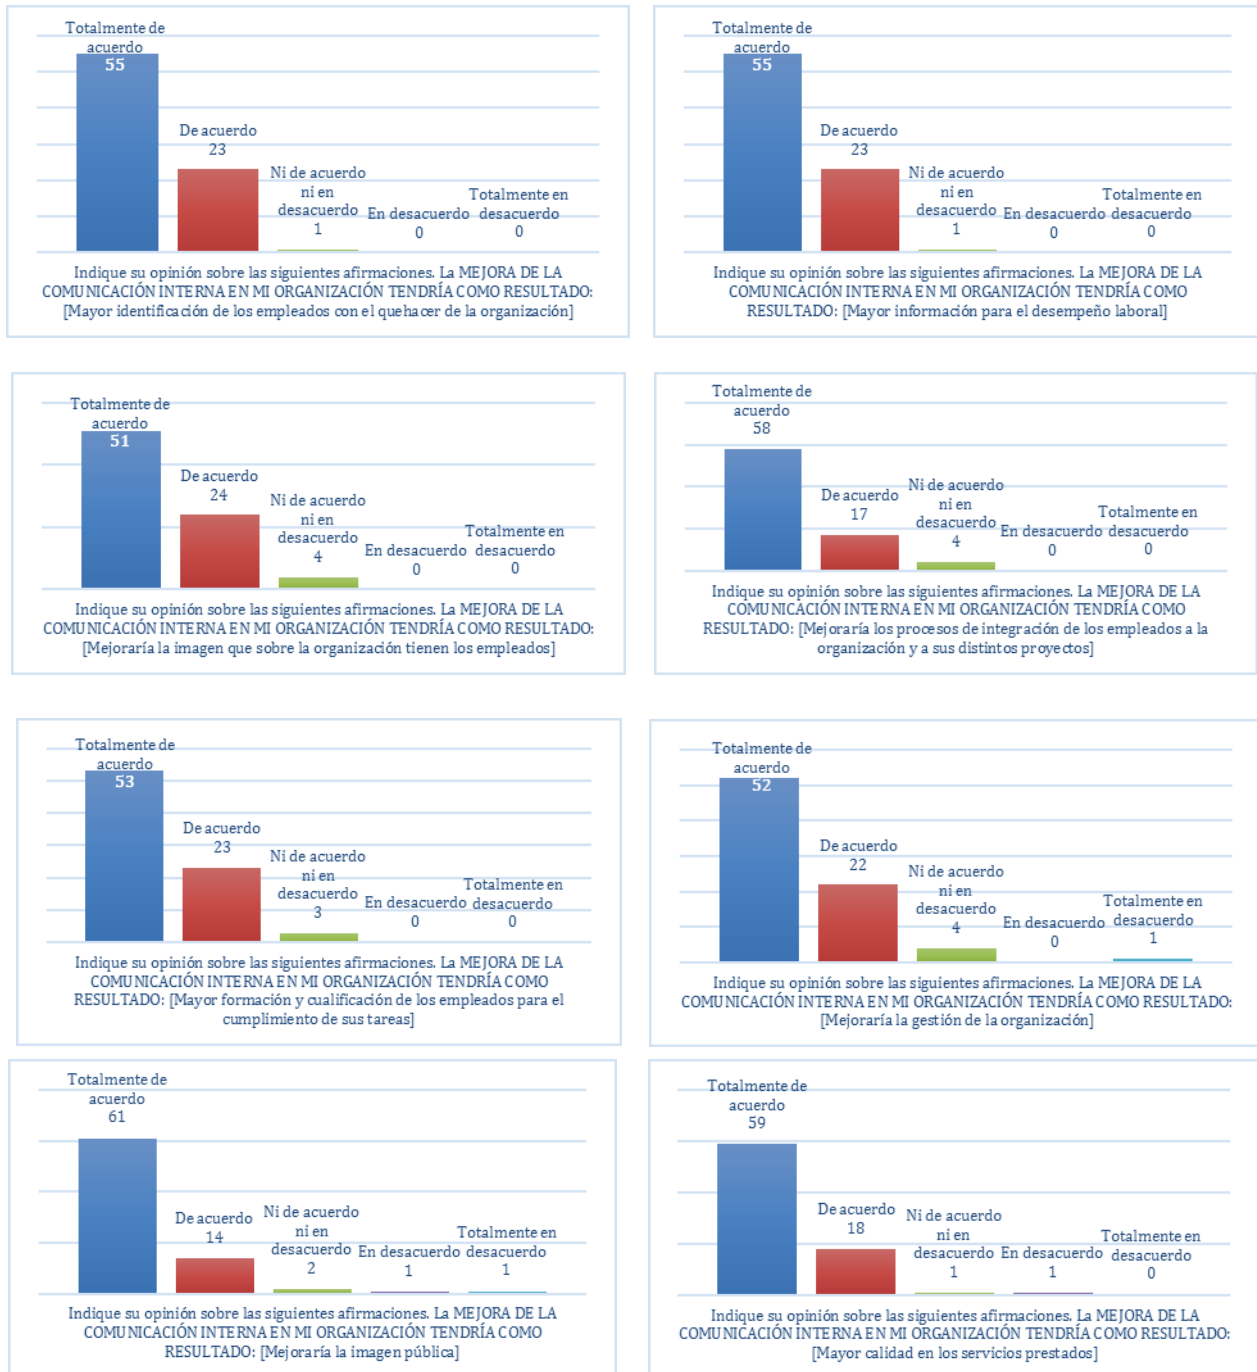 Totalmente de
acuerdo
55
De acuerdo
23
Ni de acuerdo
ni en
desacuerdo
1
En desacuerdo
0
Totalmente en
desacuerdo
0
Indique su opinión sobre las siguientes afirmaciones. La MEJORA DE LA
COMUNICACIÓN INTERNA EN MI ORGANIZACIÓN TENDRÍA COMO RESULTADO:
[Mayor identificación de los empleados con el quehacer de la organización]
Totalmente de
acuerdo
55
De acuerdo
23
Ni de acuerdo
ni en
desacuerdo
1
En desacuerdo
0
Totalmente en
desacuerdo
0
Indique su opinión sobre las siguientes afirmaciones. La MEJORA DE LA
COMUNICACIÓN INTERNA EN MI ORGANIZACIÓN TENDRÍA COMO
RESULTADO: [Mayor información para el desempeño laboral]
Totalmente de
acuerdo
51
De acuerdo
24
Ni de acuerdo
ni en
desacuerdo
4
En desacuerdo
0
Totalmente en
desacuerdo
0
Indique su opinión sobre las siguientes afirmaciones. La MEJORA DE LA
COMUNICACIÓN INTERNA EN MI ORGANIZACIÓN TENDRÍA COMO RESULTADO:
[Mejoraría la imagen que sobre la organización tienen los empleados]
Totalmente de
acuerdo
58
De acuerdo
17
Ni de acuerdo
ni en
desacuerdo
4
En desacuerdo
0
Totalmente en
desacuerdo
0
Indique su opinión sobre las siguientes afirmaciones. La MEJORA DE LA
COMUNICACIÓN INTERNA EN MI ORGANIZACIÓN TENDRÍA COMO
RESULTADO: [Mejoraría los procesos de integración de los empleados a la
organización y a sus distintos proyectos]
Totalmente de
acuerdo
53
De acuerdo
23
Ni de acuerdo
ni en
desacuerdo
3
En desacuerdo
0
Totalmente en
desacuerdo
0
Indique su opinión sobre las siguientes afirmaciones. La MEJORA DE LA
COMUNICACIÓN INTERNA EN MI ORGANIZACIÓN TENDRÍA COMO
RESULTADO: [Mayor formación y cualificación de los empleados para el
cumplimiento de sus tareas]
Totalmente de
acuerdo
52
De acuerdo
22
Ni de acuerdo
ni en
desacuerdo
4
En desacuerdo
0
Totalmente en
desacuerdo
1
Indique su opinión sobre las siguientes afirmaciones. La MEJORA DE LA
COMUNICACIÓN INTERNA EN MI ORGANIZACIÓN TENDRÍA COMO RESULTADO:
[Mejoraría la gestión de la organización]
Totalmente de
acuerdo
61
De acuerdo
14
Ni de acuerdo
ni en
desacuerdo
2
En desacuerdo
1
Totalmente en
desacuerdo
1
Indique su opinión sobre las siguientes afirmaciones. La MEJORA DE LA
COMUNICACIÓN INTERNA EN MI ORGANIZACIÓN TENDRÍA COMO
RESULTADO: [Mejoraría la imagen pública]
Totalmente de
acuerdo
59
De acuerdo
18
Ni de acuerdo
ni en
desacuerdo
1
En desacuerdo
1
Totalmente en
desacuerdo
0
Indique su opinión sobre las siguientes afirmaciones. La MEJORA DE LA
COMUNICACIÓN INTERNA EN MI ORGANIZACIÓN TENDRÍA COMO RESULTADO:
[Mayor calidad en los servicios prestados]